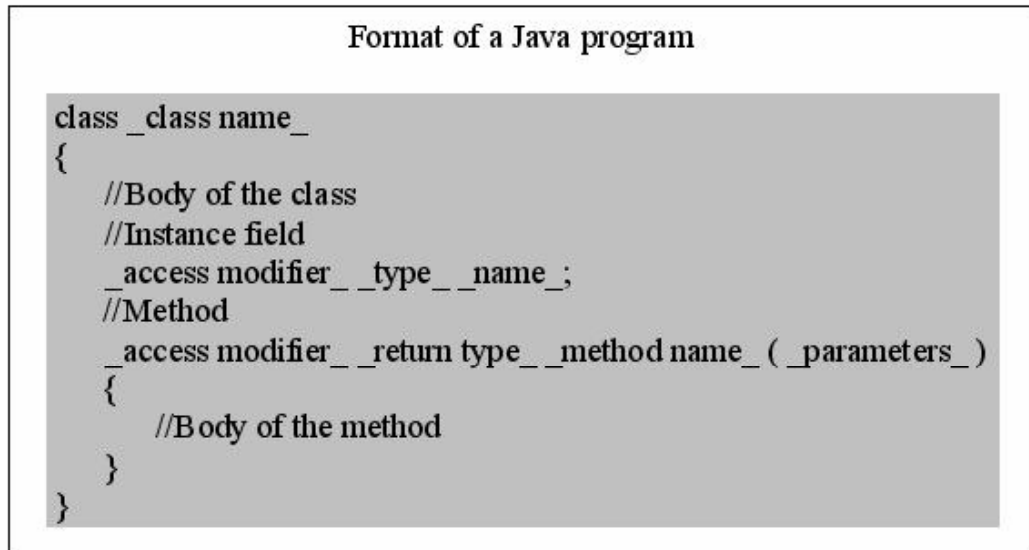 Format of a Java program
class _class name_
{
//Body of the class
//Instance field
_access modifier_ _type_ _name_;
//Method
_access modifier_ _return type_ _method name_ ( _parameters_ )
{
//Body of the method
}
}